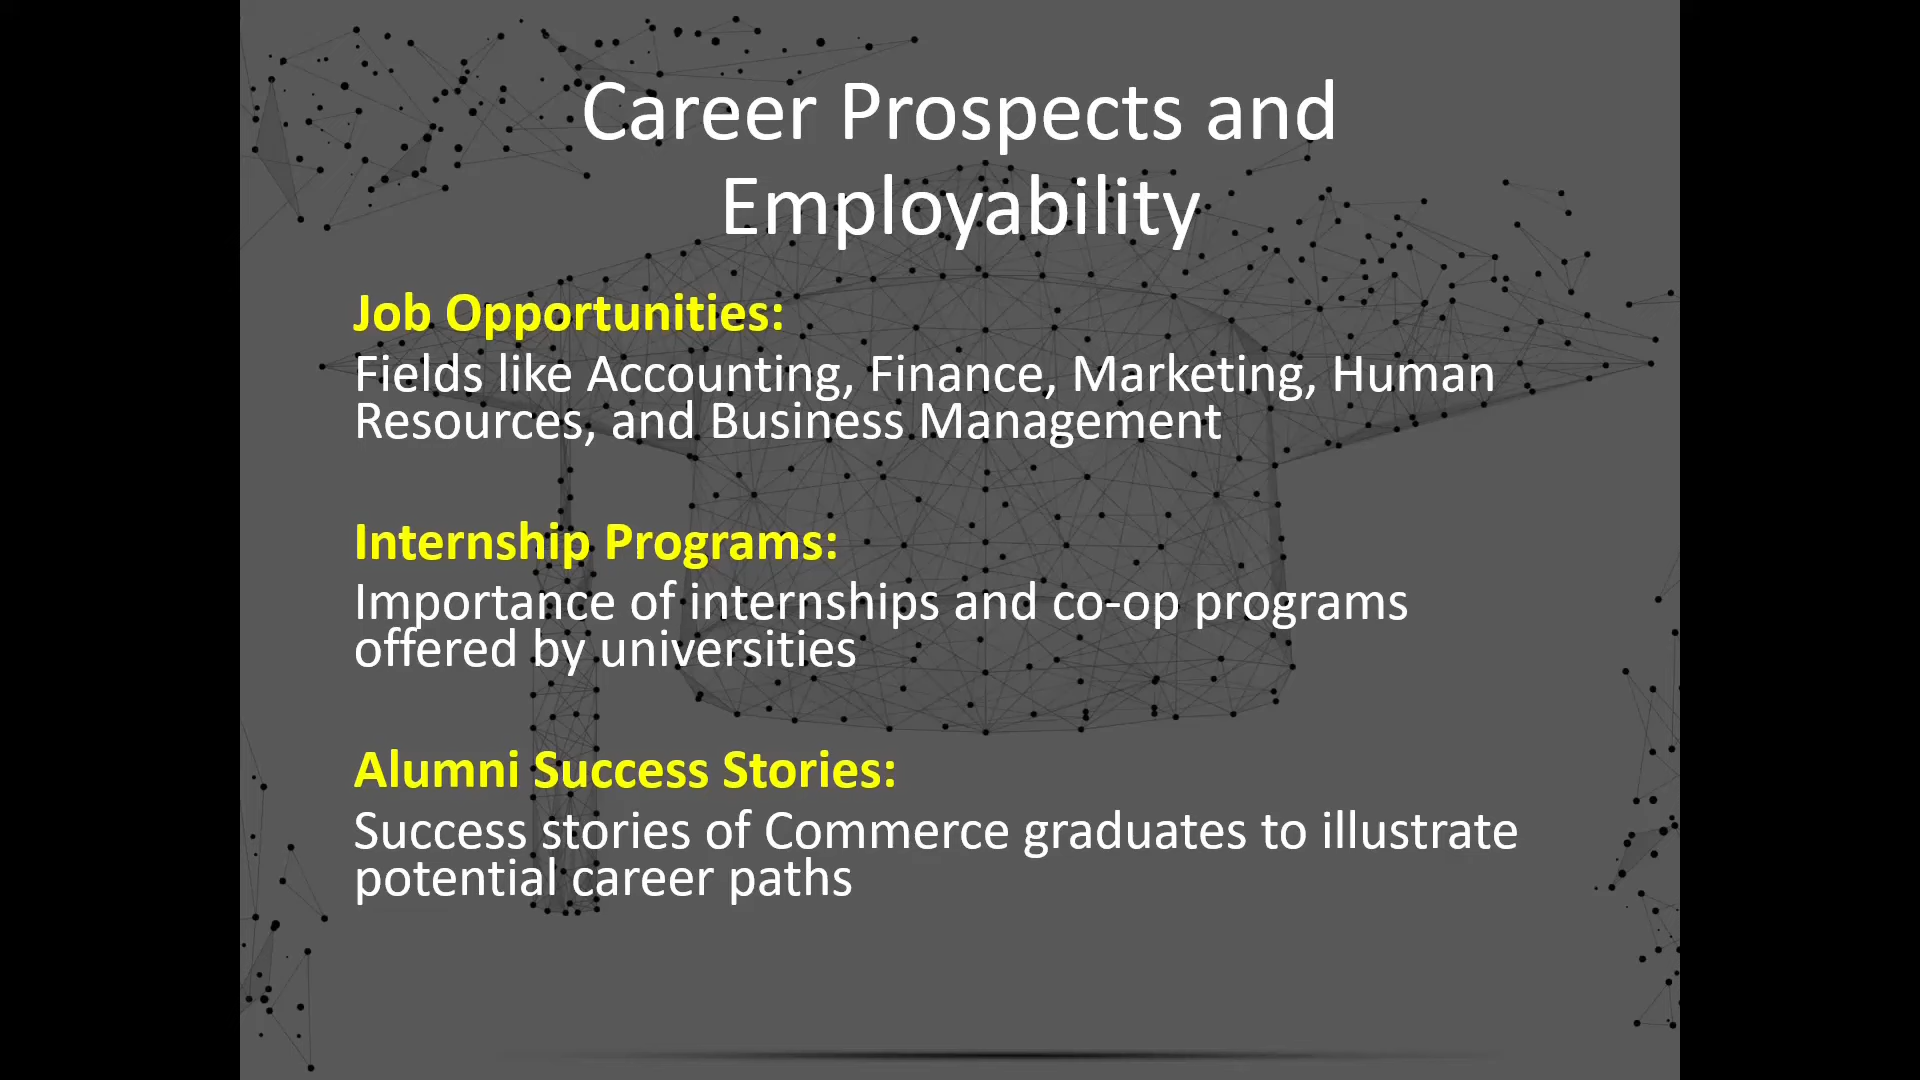 Career Prospects and
Employability
Job Opportunities:
Fields like Accounting, Finance, Marketing, Human
Resources, and Business Management
Internship Programs:
Importance of internships and co-op programs
offered by universities
Alumni Success Stories:
Success stories of Commerce graduates to illustrate
potential career paths